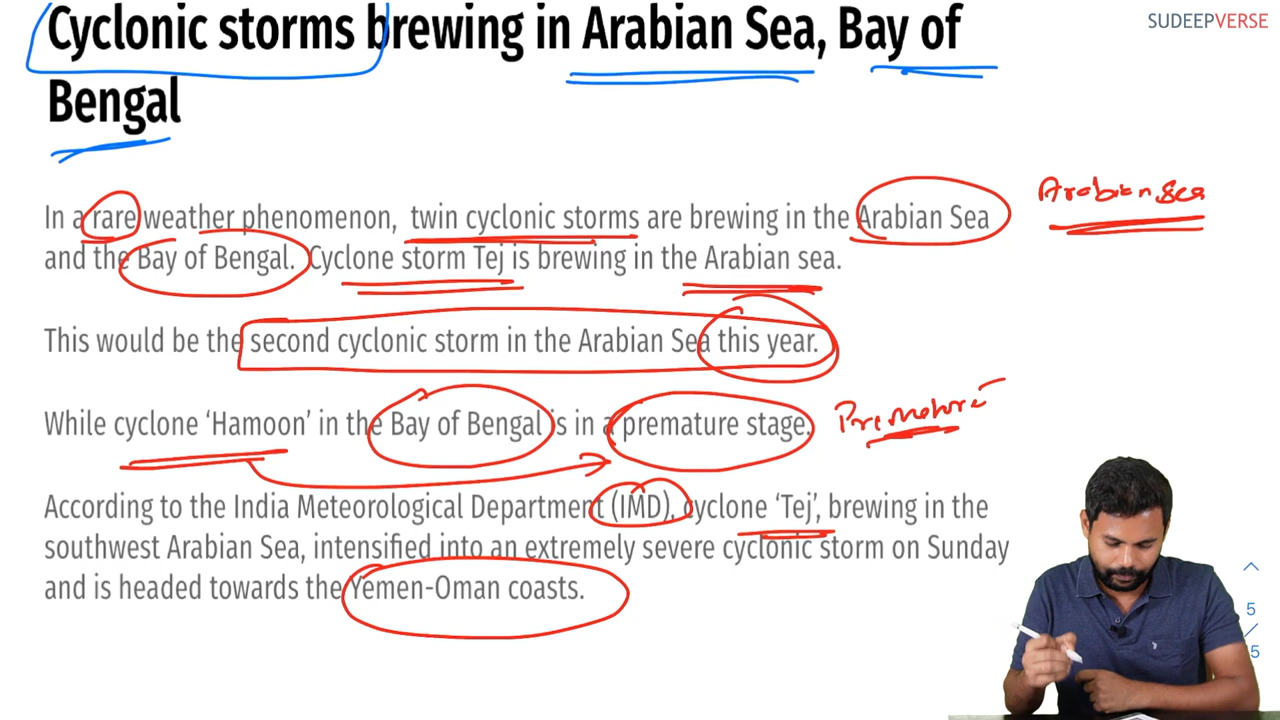 SUDEEPVERSE
Cyclonic storms brewing in Arabian Sea, Bay of
Bengal
In a rare weather phenomenon, twin cyclonic storms are brewing in the Arabian Sea
and the Bay of Bengal. Cyclone storm Tej is brewing in the Arabian sea.
Arabian Sea
This would be the second cyclonic storm in the Arabian Sea this year.
While cyclone ‘Hamoon’ in the Bay of Bengal is in a premature stage.
Premature
According to the India Meteorological Department (IMD), cyclone ‘Tej’, brewing in the
southwest Arabian Sea, intensified into an extremely severe cyclonic storm on Sunday
and is headed towards the Yemen-Oman coasts.
5
5